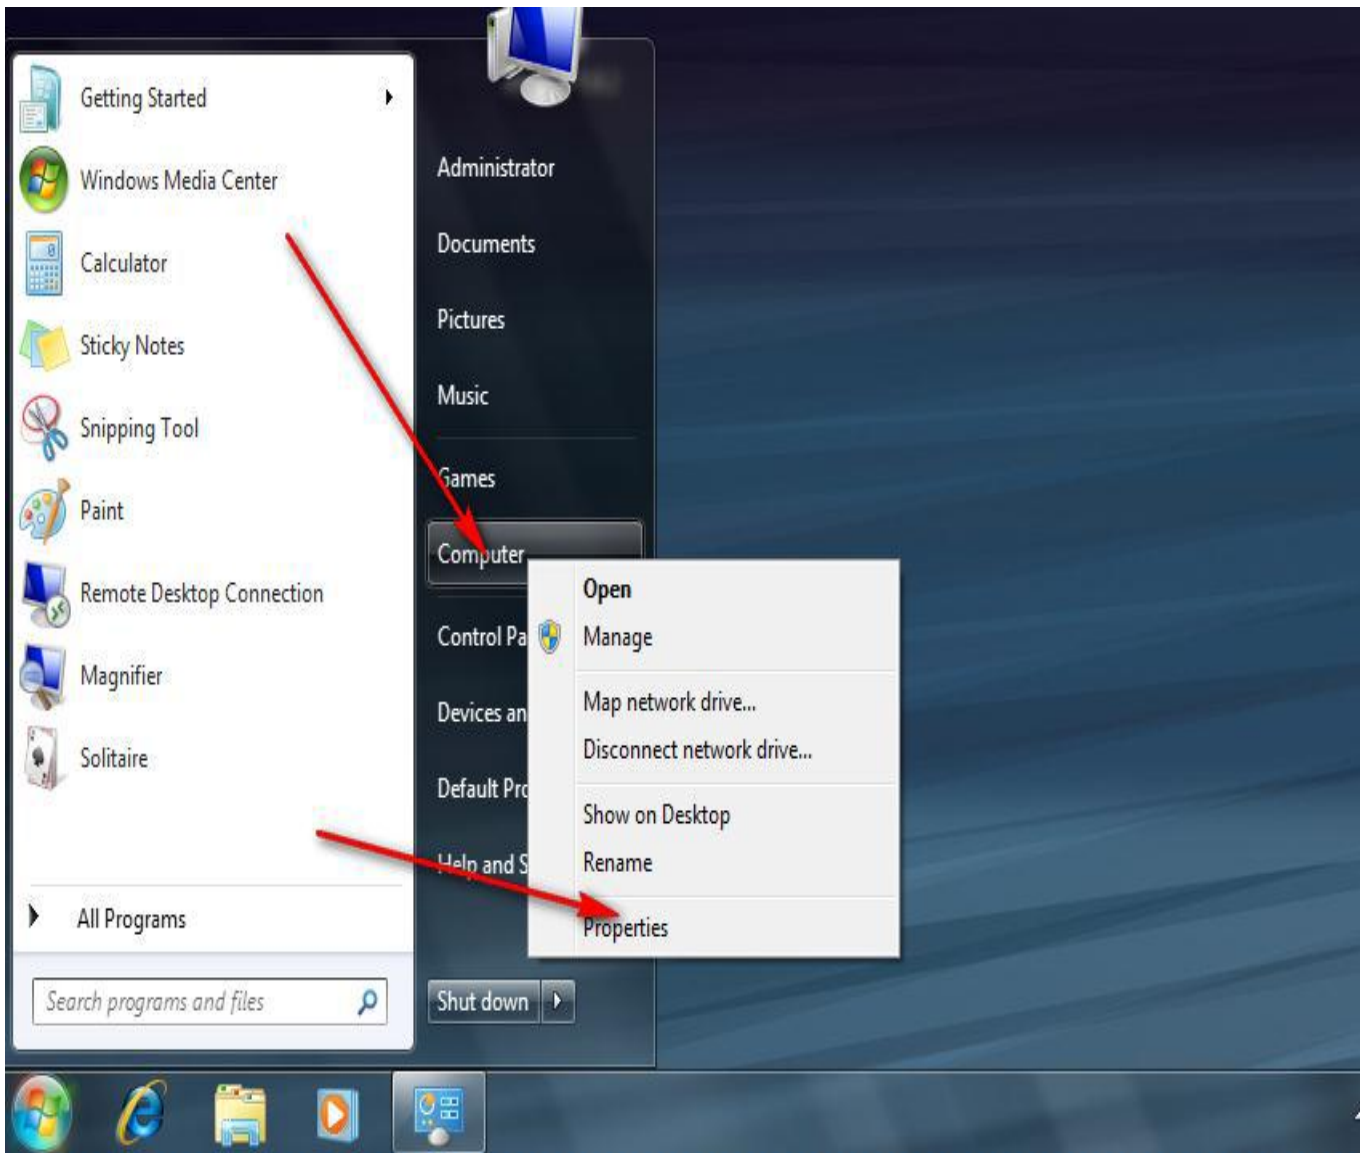 Getting Started
Windows Media Center
Calculator
Sticky Notes
Snipping Tool
Paint
Remote Desktop Connection
Magnifier
Solitaire
All Programs
Search programs and files
Administrator
Documents
Pictures
Music
Games
Computer
Control Pa
Devices an
Default Pro
Help and S
Shut down
Open
Manage
Map network drive...
Disconnect network drive...
Show on Desktop
Rename
Properties